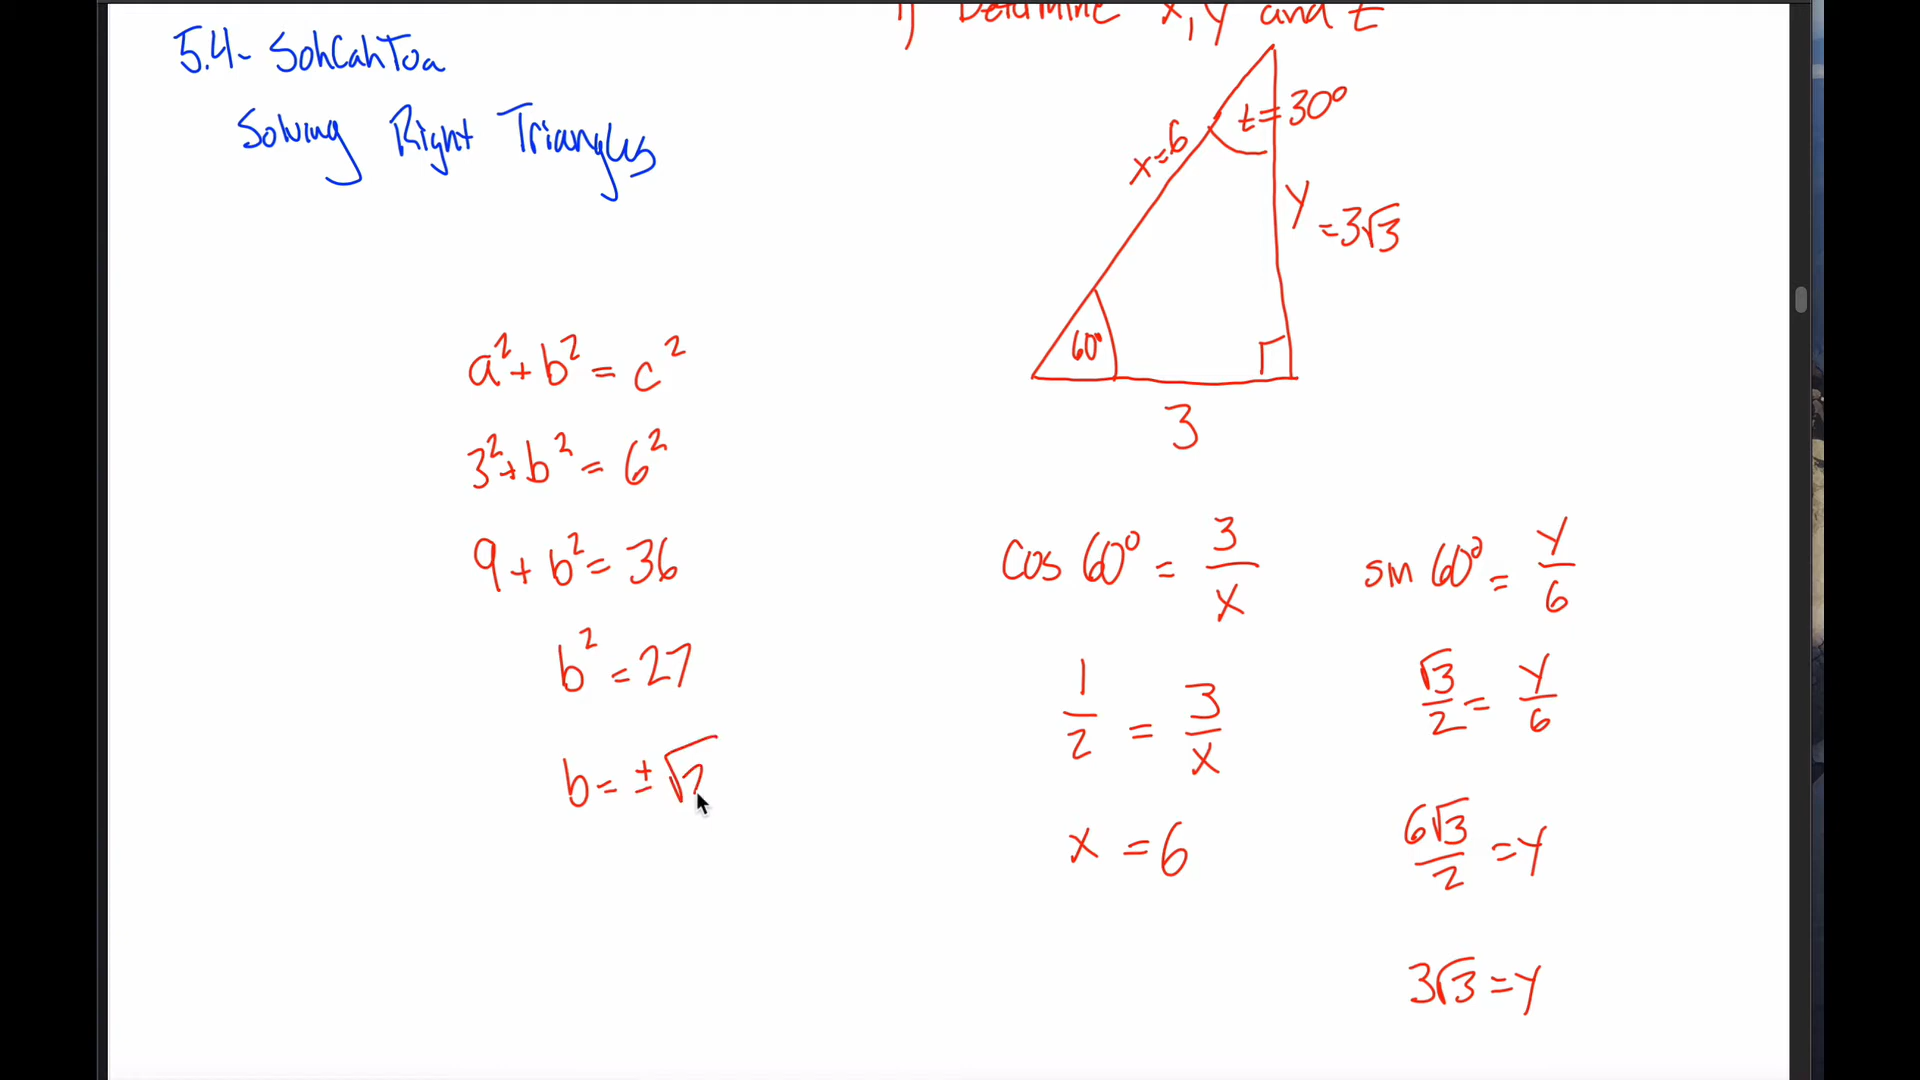 5.4- SohCahToa
Solving Right Triangles
1) Determine x, y and t
t=30°
x=6
y
=3√3
60°
3
a²+b²=c²
3²+b²=6²
9+b²=36
b²=27
b=±√2
cos 60° = 3/x
1/2 = 3/x
x=6
sin 60° = y/6
√3/2 = y/6
6√3/2 = y
3√3=y